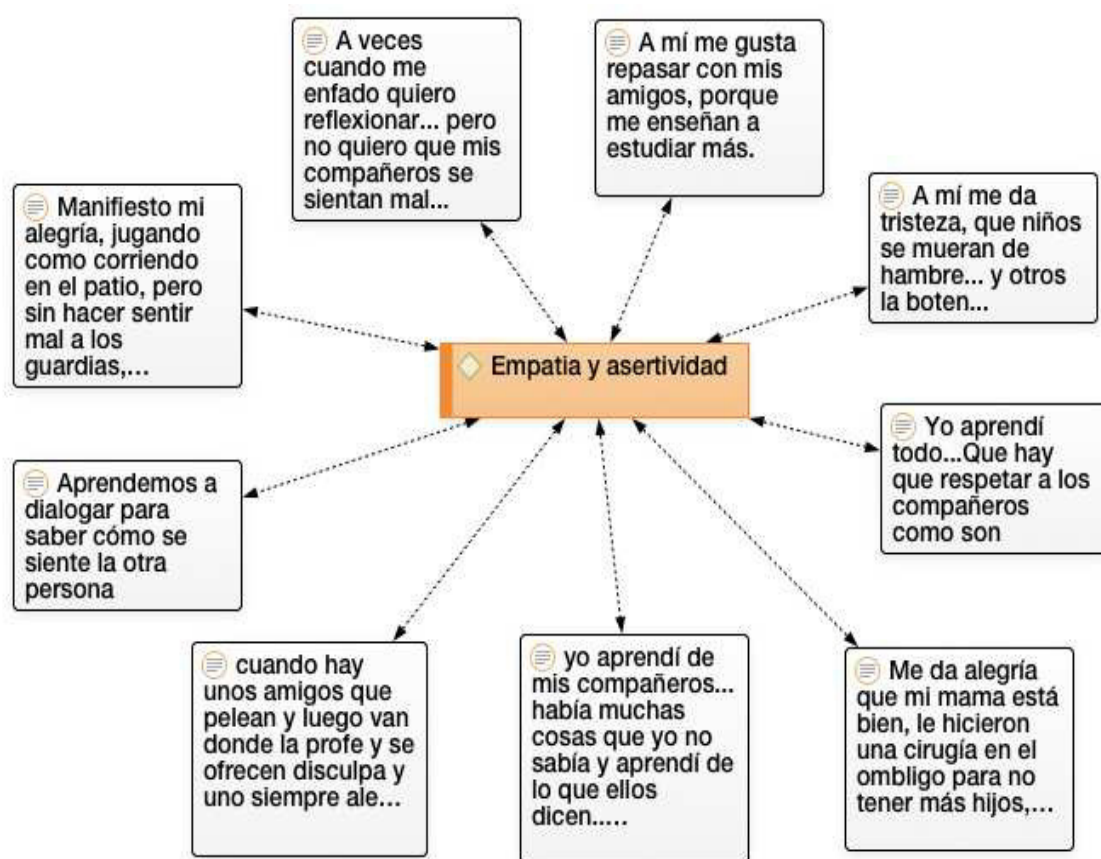 A veces
cuando me
enfado quiero
reflexionar... pero
no quiero que mis
compañeros se
sientan mal...
A mí me gusta
repasar con mis
amigos, porque
me enseñan a
estudiar más.
Manifiesto mi
alegría, jugando
como corriendo
en el patio, pero
sin hacer sentir
mal a los
guardias,...
A mí me da
tristeza, que niños
se mueran de
hambre... y otros
la boten...
Empatia y asertividad
Yo aprendí
todo...Que hay
que respetar a los
compañeros
como son
Aprendemos a
dialogar para
saber cómo se
siente la otra
persona
cuando hay
unos amigos que
pelean y luego van
donde la profe y se
ofrecen disculpa y
uno siempre ale...
yo aprendí de
mis compañeros...
había muchas
cosas que yo no
sabía y aprendí de
lo que ellos
dicen.....
Me da alegría
que mi mama está
bien, le hicieron
una cirugía en el
ombligo para no
tener más hijos,...